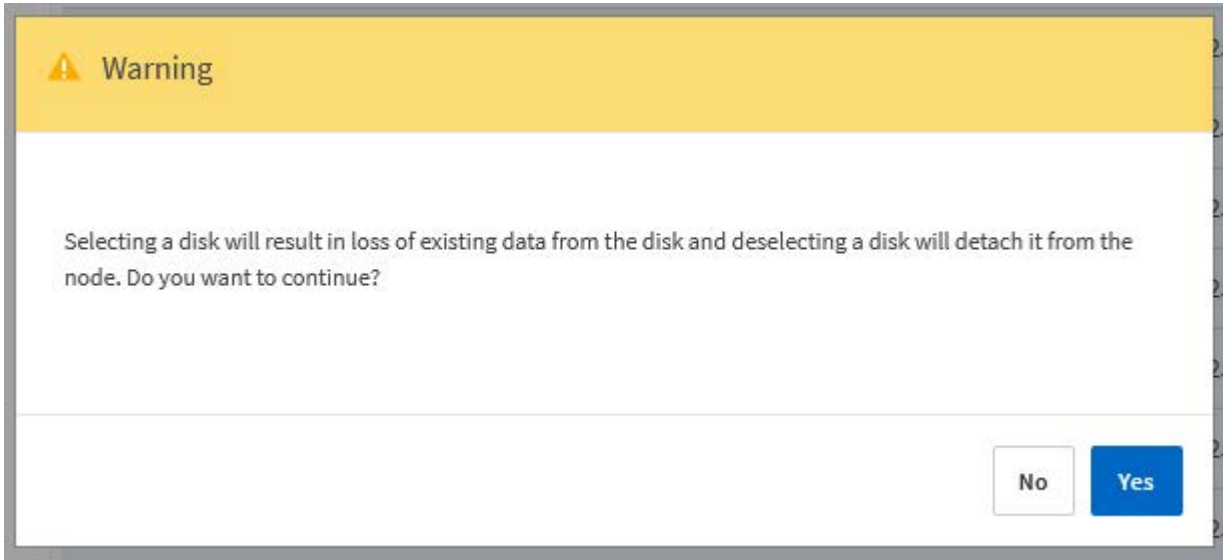 Warning
Selecting a disk will result in loss of existing data from the disk and deselecting a disk will detach it from the
node. Do you want to continue?
No
Yes